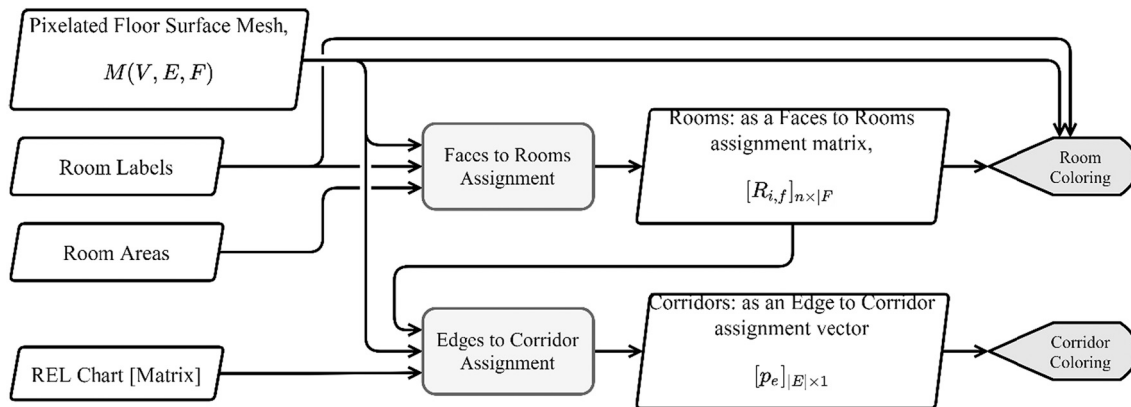 Pixelated Floor Surface Mesh,
M(V, E, F)
Room Labels
Room Areas
REL Chart [Matrix]
Faces to Rooms
Assignment
Edges to Corridor
Assignment
Rooms: as a Faces to Rooms
assignment matrix,
[R_{i,f}]_{n×|F}
Corridors: as an Edge to Corridor
assignment vector
[p_e]_{|E|×1}
Room
Coloring
Corridor
Coloring